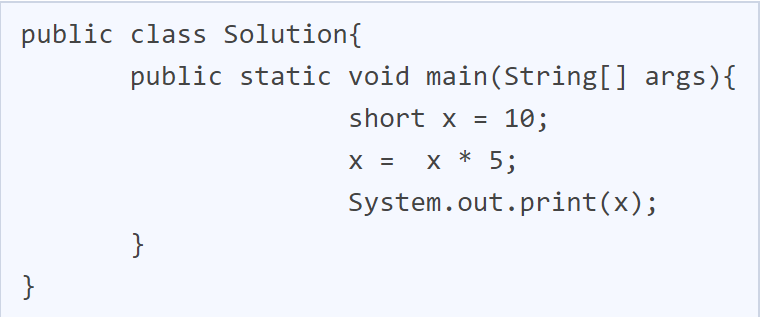 public class Solution{
public static void main(String[] args){
short x = 10;
x =  x * 5;
System.out.print(x);
}
}